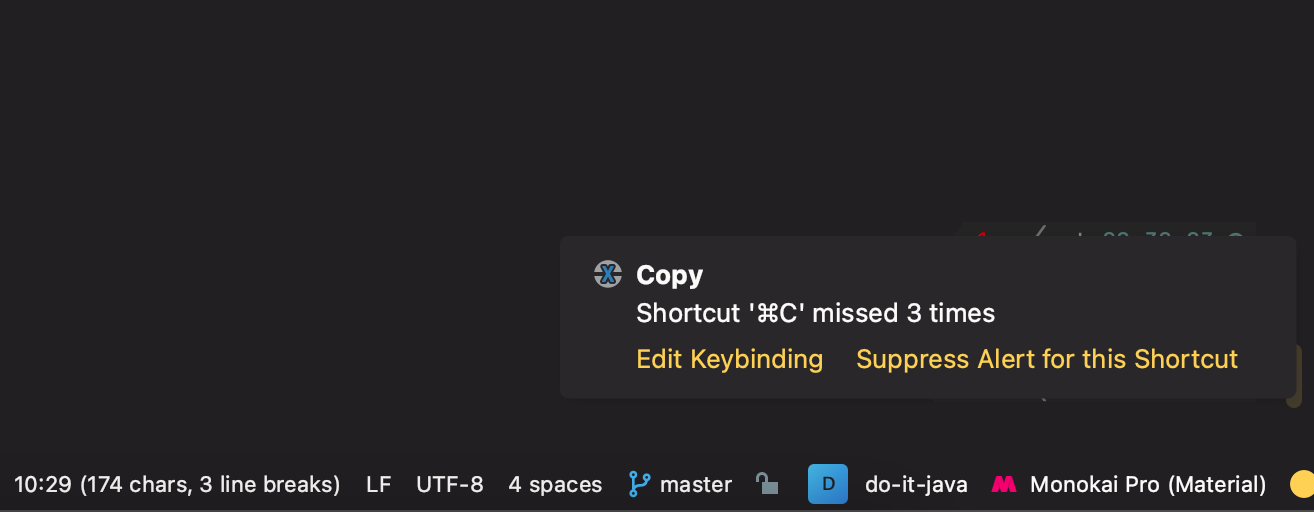 Copy
Shortcut '⌘C' missed 3 times
Edit Keybinding Suppress Alert for this Shortcut
10:29 (174 chars, 3 line breaks) LF UTF-8 4 spaces master D do-it-java Monokai Pro (Material)